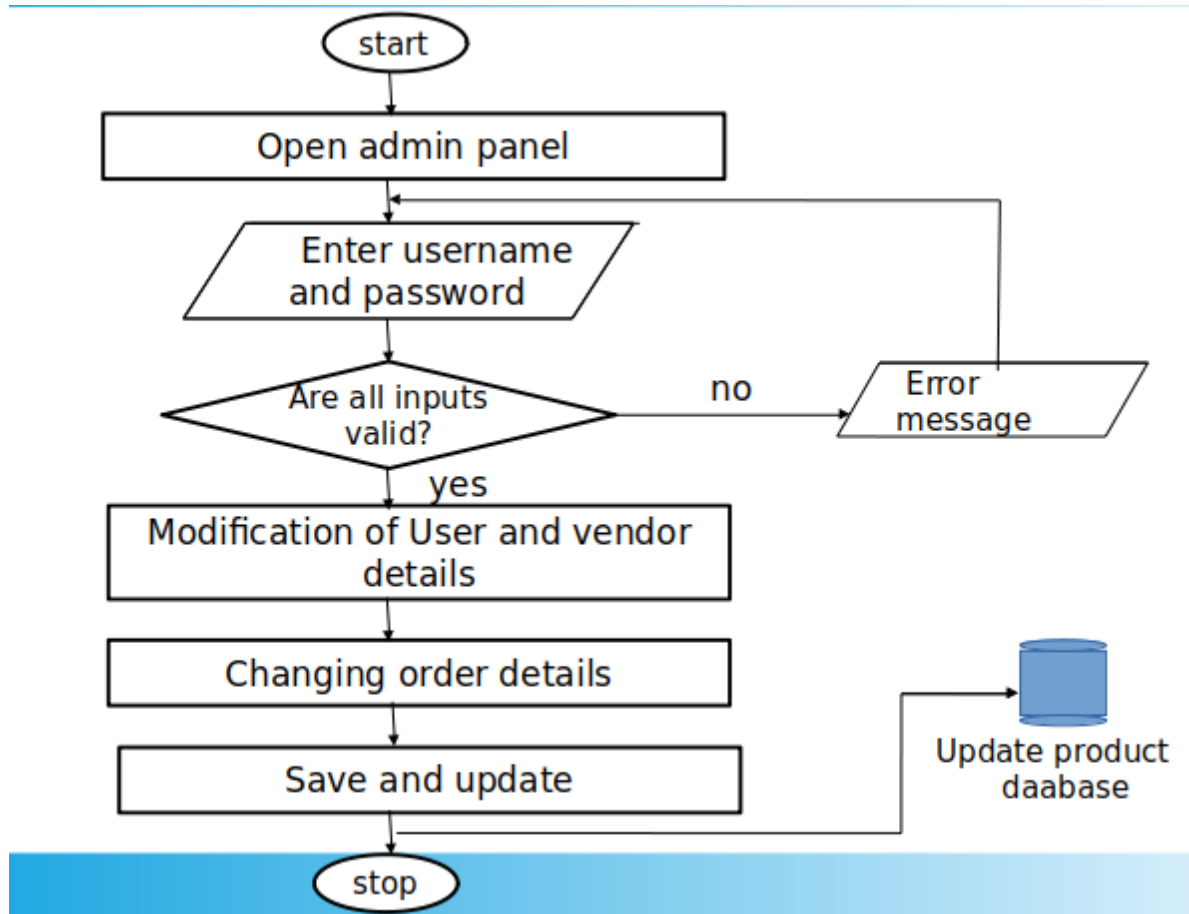 start
Open admin panel
Enter username
and password
Are all inputs
valid?
no
Error
message
yes
Modification of User and vendor
details
Changing order details
Save and update
Update product
daabase
stop